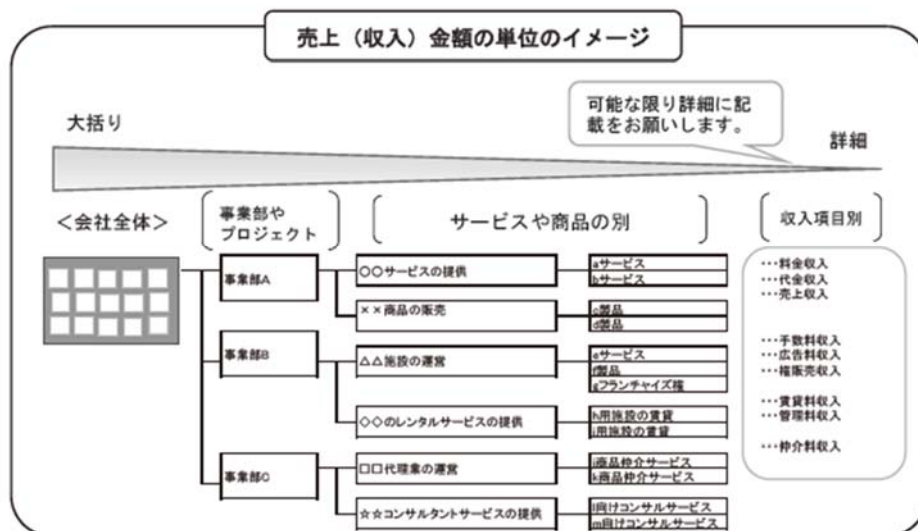 売上（収入）金額の単位のイメージ
可能な限り詳細に記
載をお願いします。
大括り
詳細
＜会社全体＞
事業部や
プロジェクト
サービスや商品の別
収入項目別
事業部A
○○サービスの提供
aサービス
bサービス
××商品の販売
c製品
d製品
事業部B
△△施設の運営
eサービス
f製品
gフランチャイズ権
◇◇のレンタルサービスの提供
h用施設の賃貸
i用施設の賃貸
事業部C
□□代理業の運営
j商品仲介サービス
k商品仲介サービス
☆☆コンサルタントサービスの提供
l向けコンサルサービス
m向けコンサルサービス
…料金収入
…代金収入
…売上収入
…手数料収入
…広告料収入
…権販売収入
…賃貸料収入
…管理料収入
…仲介料収入